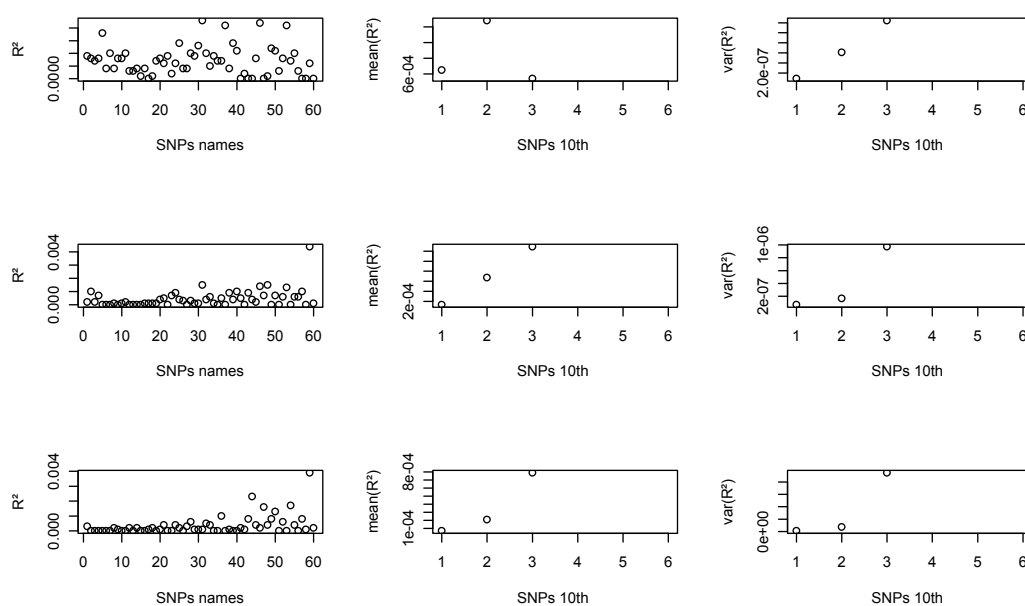 R²
0.0000
0 10 20 30 40 50 60
SNPs names
mean(R²)
6e-04
1 2 3 4 5 6
SNPs 10th
var(R²)
2.0e-07
1 2 3 4 5 6
SNPs 10th
R²
0.004
0.000
0 10 20 30 40 50 60
SNPs names
mean(R²)
2e-04
1 2 3 4 5 6
SNPs 10th
var(R²)
1e-06
2e-07
1 2 3 4 5 6
SNPs 10th
R²
0.004
0.000
0 10 20 30 40 50 60
SNPs names
mean(R²)
8e-04
1e-04
1 2 3 4 5 6
SNPs 10th
var(R²)
0e+00
1 2 3 4 5 6
SNPs 10th